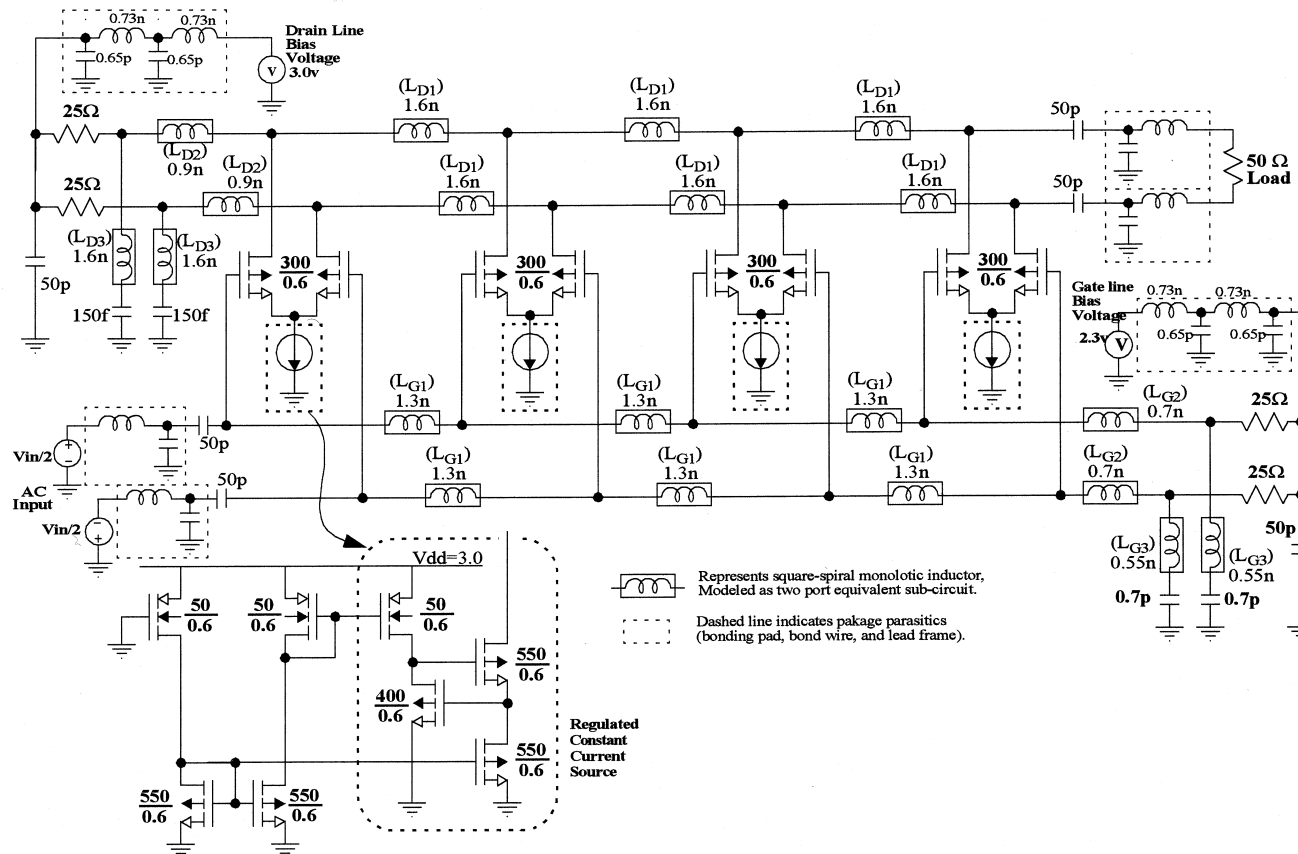 0.73n 0.73n
0.65p 0.65p
Drain Line
Bias
Voltage
3.0v
V
25Ω
(LD2)
0.9n
(LD1)
1.6n
(LD1)
1.6n
(LD1)
1.6n
50p
25Ω
(LD2)
0.9n
(LD1)
1.6n
(LD1)
1.6n
(LD1)
1.6n
50p
50 Ω
Load
(LD3)
1.6n
(LD3)
1.6n
50p
150f
150f
300
0.6
300
0.6
300
0.6
300
0.6
Gate line
Bias
Voltage
2.3v
V
0.73n 0.73n
0.65p 0.65p
(LG1)
1.3n
(LG1)
1.3n
(LG1)
1.3n
(LG2)
0.7n
25Ω
50p
Vin/2
(LG1)
1.3n
(LG1)
1.3n
(LG1)
1.3n
(LG2)
0.7n
25Ω
50p
AC
Input
Vin/2
(LG3)
0.55n
(LG3)
0.55n
50p
0.7p
0.7p
Vdd=3.0
50
0.6
50
0.6
50
0.6
550
0.6
400
0.6
550
0.6
550
0.6
550
0.6
Regulated
Constant
Current
Source
Represents square-spiral monolotic inductor,
Modeled as two port equivalent sub-circuit.
Dashed line indicates pakage parasitics
(bonding pad, bond wire, and lead frame).